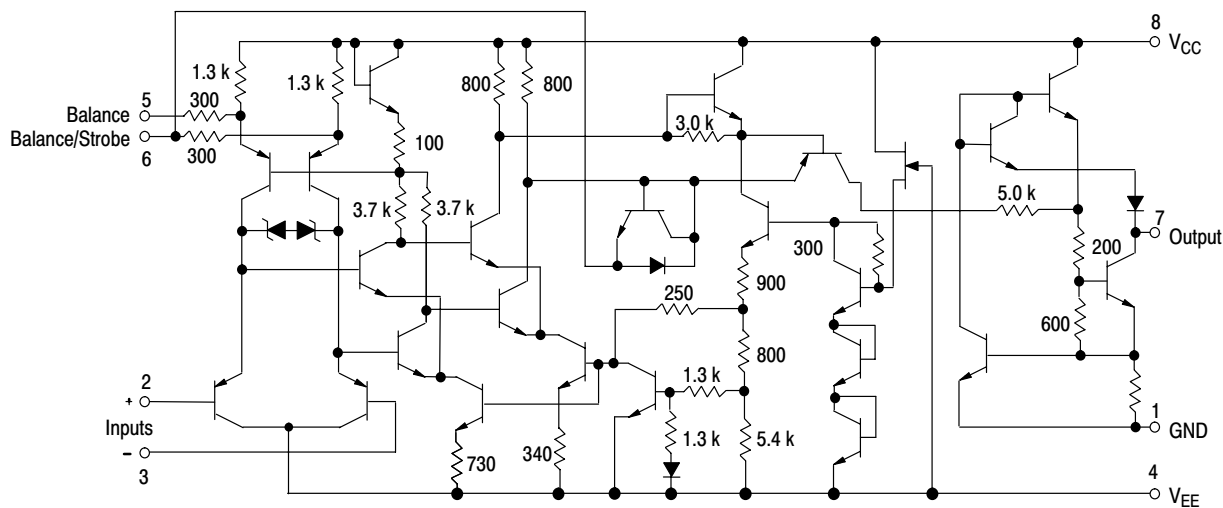 8
VCC
1.3 k
1.3 k
800
800
5
300
Balance
Balance/Strobe
6
300
100
3.0 k
3.7 k
3.7 k
5.0 k
7
Output
300
200
900
250
600
800
2
+
Inputs
-
3
1.3 k
1.3 k
5.4 k
340
730
1
GND
4
VEE